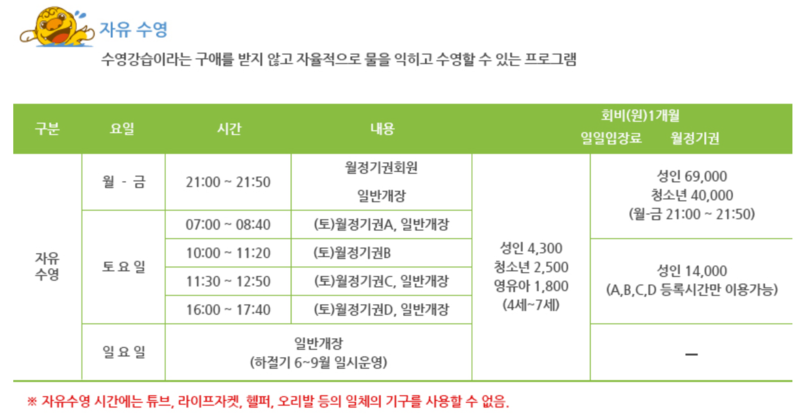 자유 수영
수영강습이라는 구애를 받지 않고 자율적으로 물을 익히고 수영할 수 있는 프로그램
구분 요일 시간 내용 회비(원)1개월
일일입장료 월정기권
자유
수영
월 - 금 21:00 ~ 21:50 월정기권회원
일반개장
토요일 07:00 ~ 08:40 (토)월정기권A, 일반개장
10:00 ~ 11:20 (토)월정기권B
11:30 ~ 12:50 (토)월정기권C, 일반개장
16:00 ~ 17:40 (토)월정기권D, 일반개장
일요일 일반개장
(하절기 6~9월 일시운영)
성인 4,300
청소년 2,500
영유아 1,800
(4세~7세)
성인 69,000
청소년 40,000
(월-금 21:00 ~ 21:50)
성인 14,000
(A,B,C,D 등록시간만 이용가능)
―
※ 자유수영 시간에는 튜브, 라이프자켓, 헬퍼, 오리발 등의 일체의 기구를 사용할 수 없음.